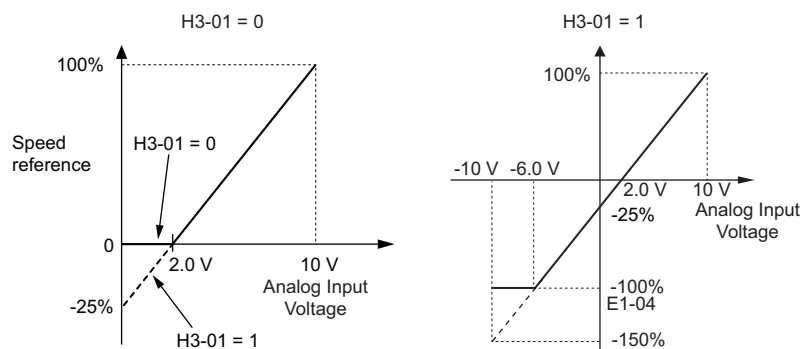 H3-01 = 0
100%
Speed
reference
H3-01 = 0
0
2.0 V
10 V
Analog Input
Voltage
-25%
H3-01 = 1
H3-01 = 1
100%
-10 V
-6.0 V
2.0 V
10 V
Analog Input
Voltage
-25%
-100%
E1-04
-150%